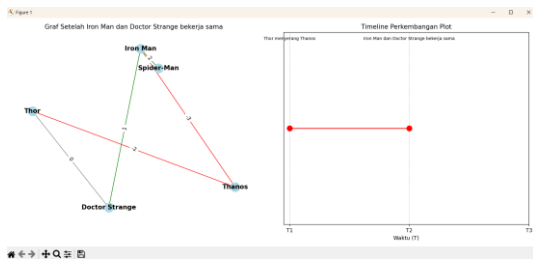 Figure 1
Graf Setelah Iron Man dan Doctor Strange bekerja sama
Iron Man
Spider-Man
Thor
Thanos
Doctor Strange
0
Timeline Perkembangan Plot
Thor menyerang Thanos
Iron Man dan Doctor Strange bekerja sama
T1
T2
T3
Waktu (T)